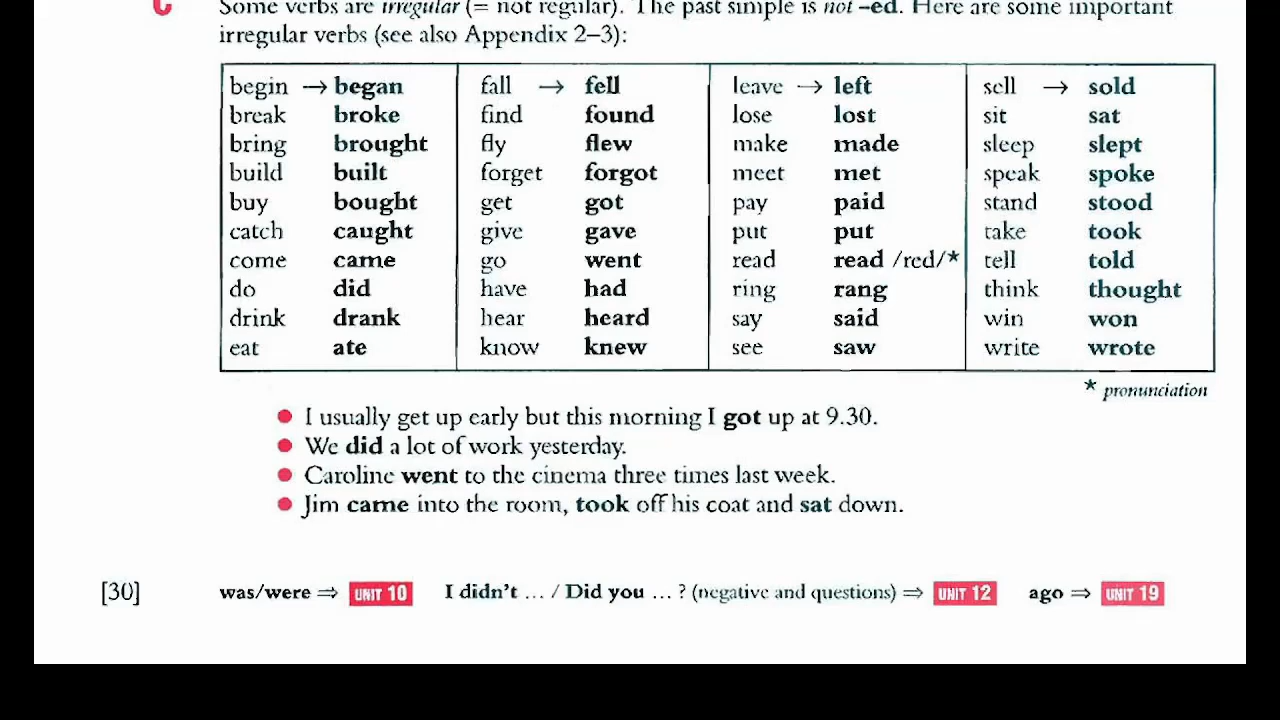 C Some verbs are irregular (= not regular). The past simple is not –ed. Here are some important
irregular verbs (see also Appendix 2–3):
begin → began fall → fell leave → left sell → sold
break broke find found lose lost sit sat
bring brought fly flew make made sleep slept
build built forget forgot meet met speak spoke
buy bought get got pay paid stand stood
catch caught give gave put put take took
come came go went read read /red/* tell told
do did have had ring rang think thought
drink drank hear heard say said win won
eat ate know knew see saw write wrote
* pronunciation
● I usually get up early but this morning I got up at 9.30.
● We did a lot of work yesterday.
● Caroline went to the cinema three times last week.
● Jim came into the room, took off his coat and sat down.
[30] was/were ⇒ UNIT 10 I didn't ... / Did you ... ? (negative and questions) ⇒ UNIT 12 ago ⇒ UNIT 19